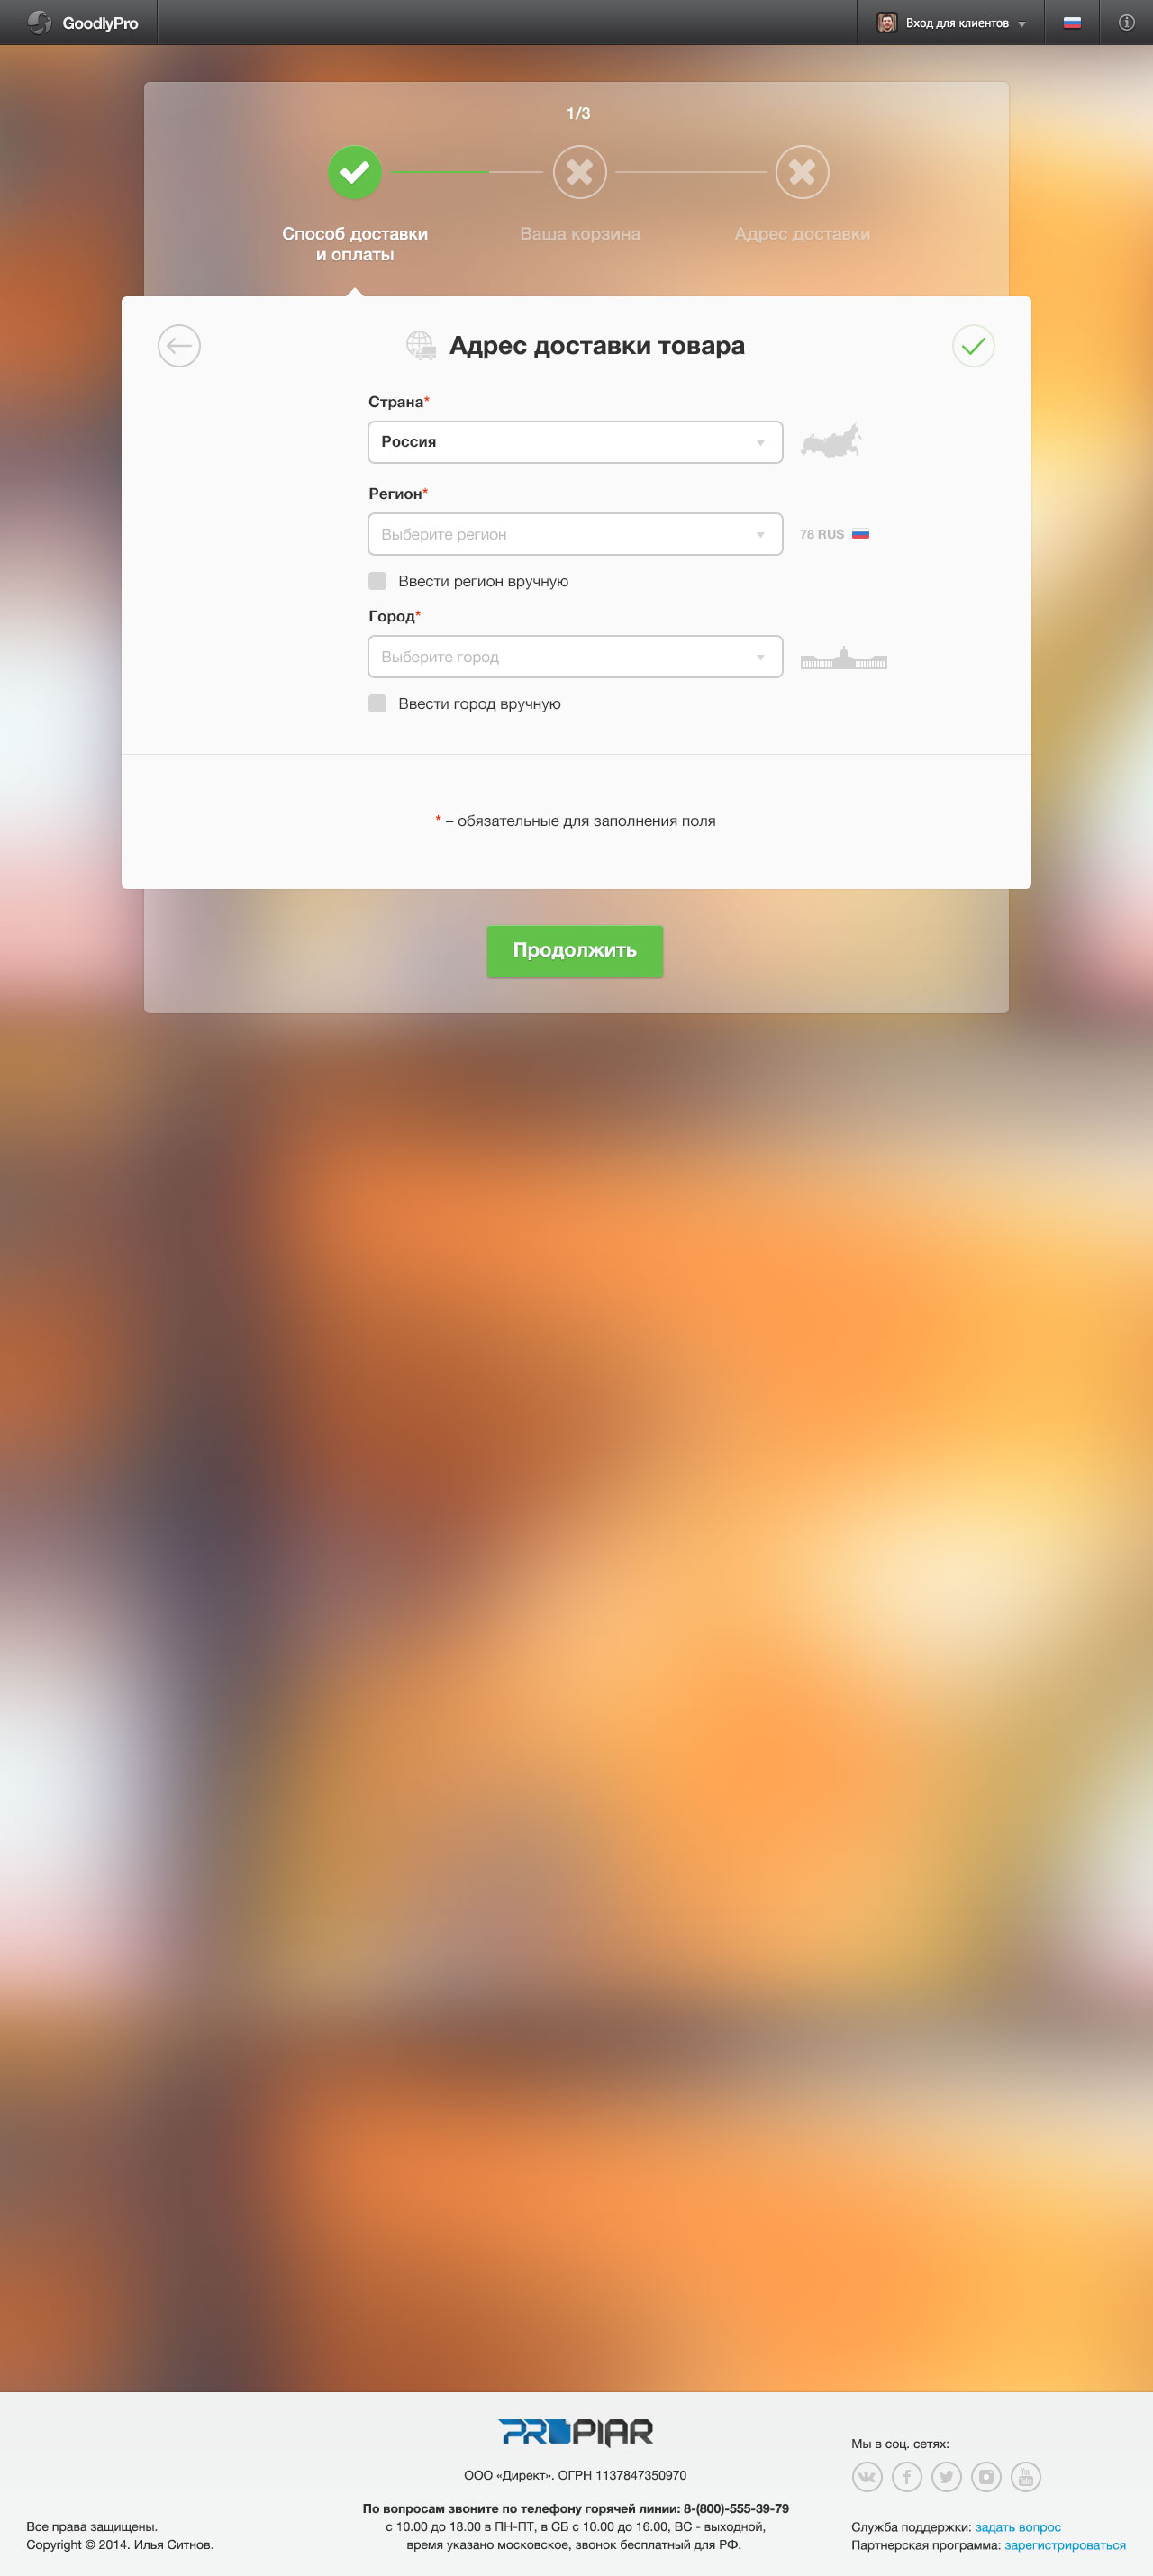 GoodlyPro
Вход для клиентов
1/3
Способ доставки
и оплаты
Ваша корзина
Адрес доставки
Адрес доставки товара
Страна*
Россия
Регион*
Выберите регион
78 RUS
Ввести регион вручную
Город*
Выберите город
Ввести город вручную
* – обязательные для заполнения поля
Продолжить
PROPIAR
ООО «Директ». ОГРН 1137847350970
По вопросам звоните по телефону горячей линии: 8-(800)-555-39-79
с 10.00 до 18.00 в ПН-ПТ, в СБ с 10.00 до 16.00, ВС - выходной,
время указано московское, звонок бесплатный для РФ.
Все права защищены.
Copyright © 2014. Илья Ситнов.
Мы в соц. сетях:
You Tube
Служба поддержки: задать вопрос
Партнерская программа: зарегистрироваться